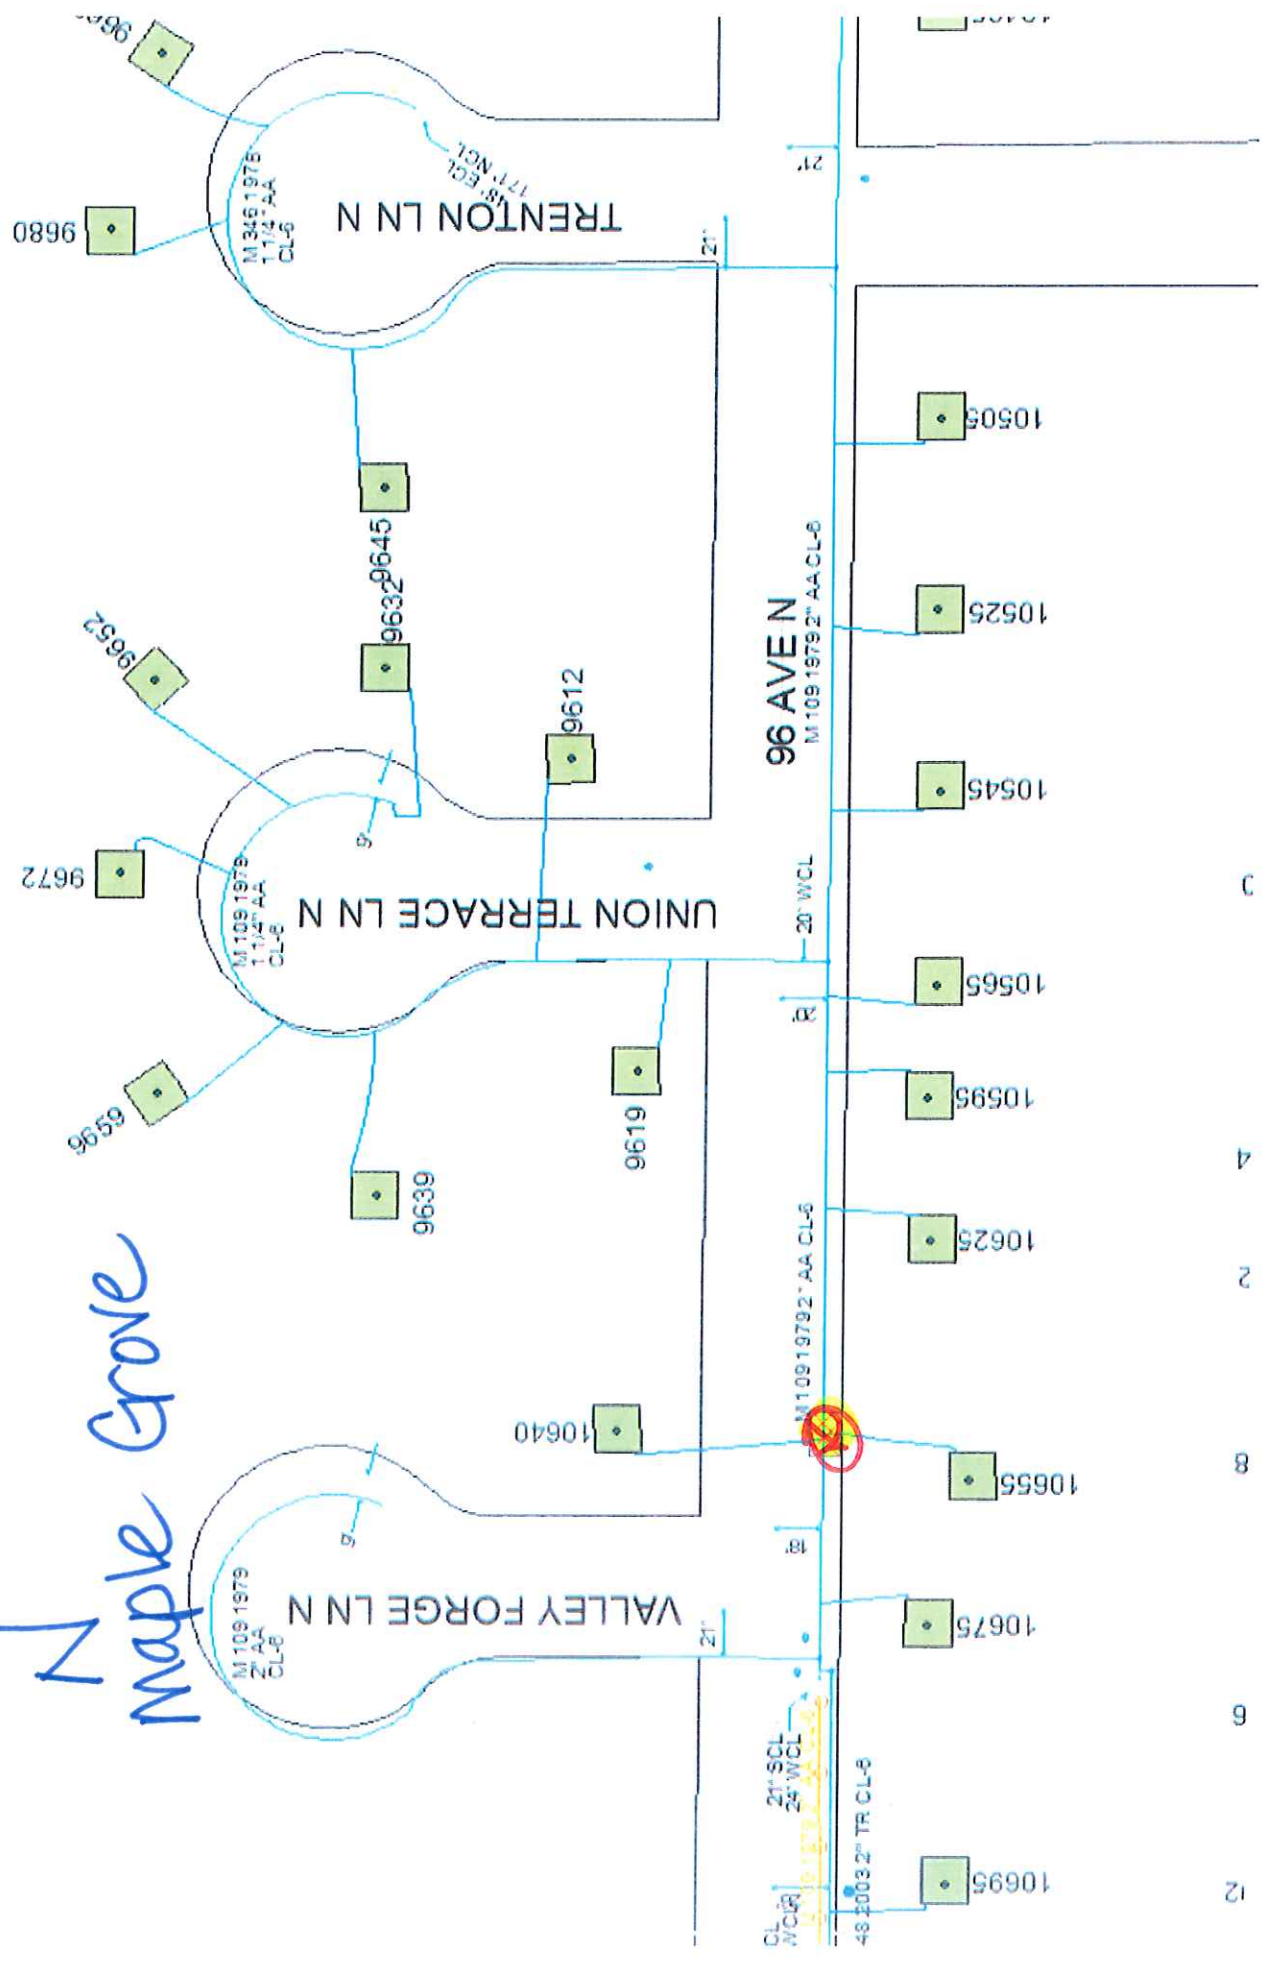 N
Maple Grove
9680
M 346 1978
1 1/4" AA
CL-6
48' ECL
171' NCL
TRENTON LN N
21'
21'
9645
9632
9652
9672
9612
M 109 1979
1 1/4" AA
CL-6
9'
UNION TERRACE LN N
20' WCL
9659
9639
9619
96 AVE N
M 109 1979 2" AA CL-6
10505
10525
10545
10565
10595
10625
10655
10675
10695
10640
M 109 1979 2" AA CL-6
M 109 1979
2" AA
CL-6
9'
VALLEY FORGE LN N
18'
21'
21' SCL
24' WCL
48 2003 2" TR CL-6
4
2
8
6